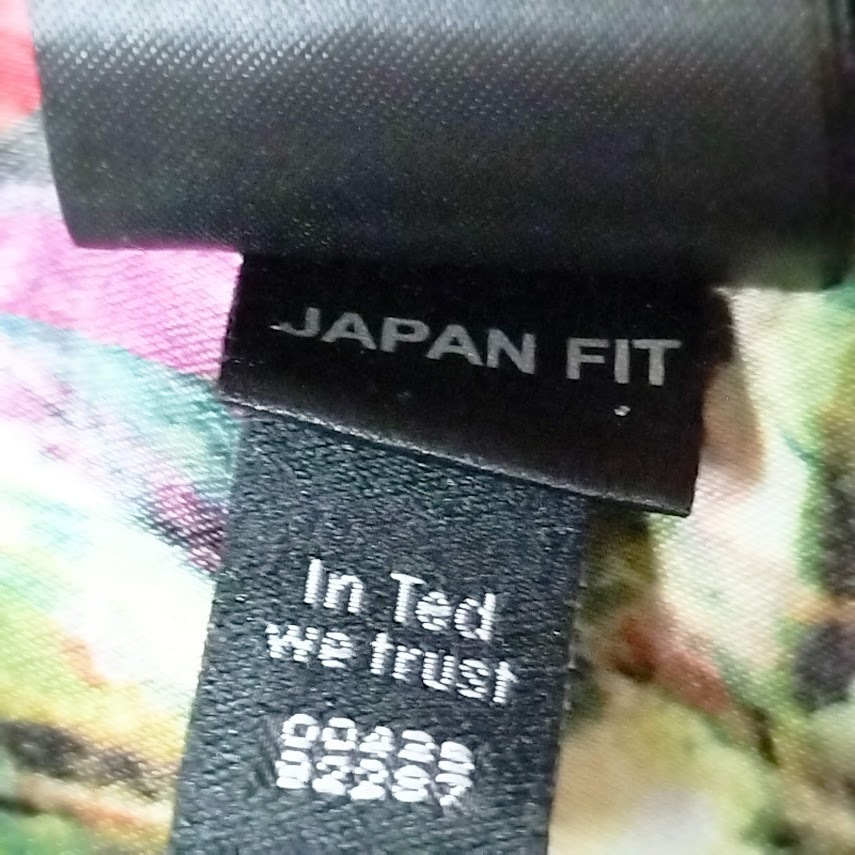 JAPAN FIT
In Ted
we trust